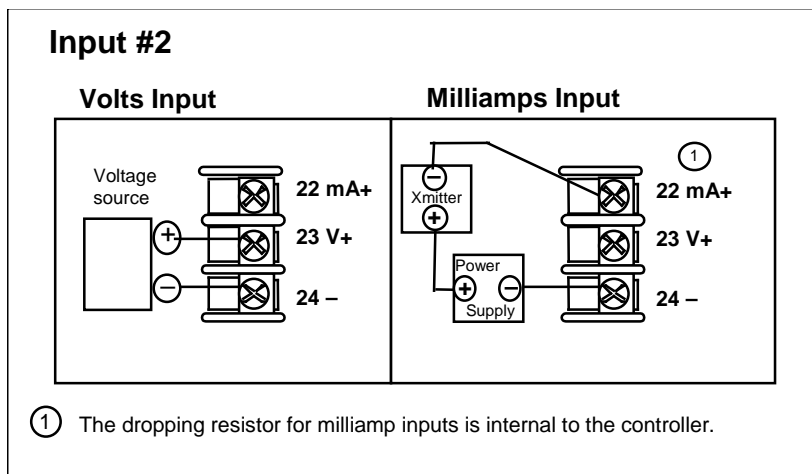 Input #2
Volts Input
Voltage
source
+
–
22 mA+
23 V+
24 –
Milliamps Input
1
–
Xmitter
+
Power
+ –
Supply
22 mA+
23 V+
24 –
1 The dropping resistor for milliamp inputs is internal to the controller.